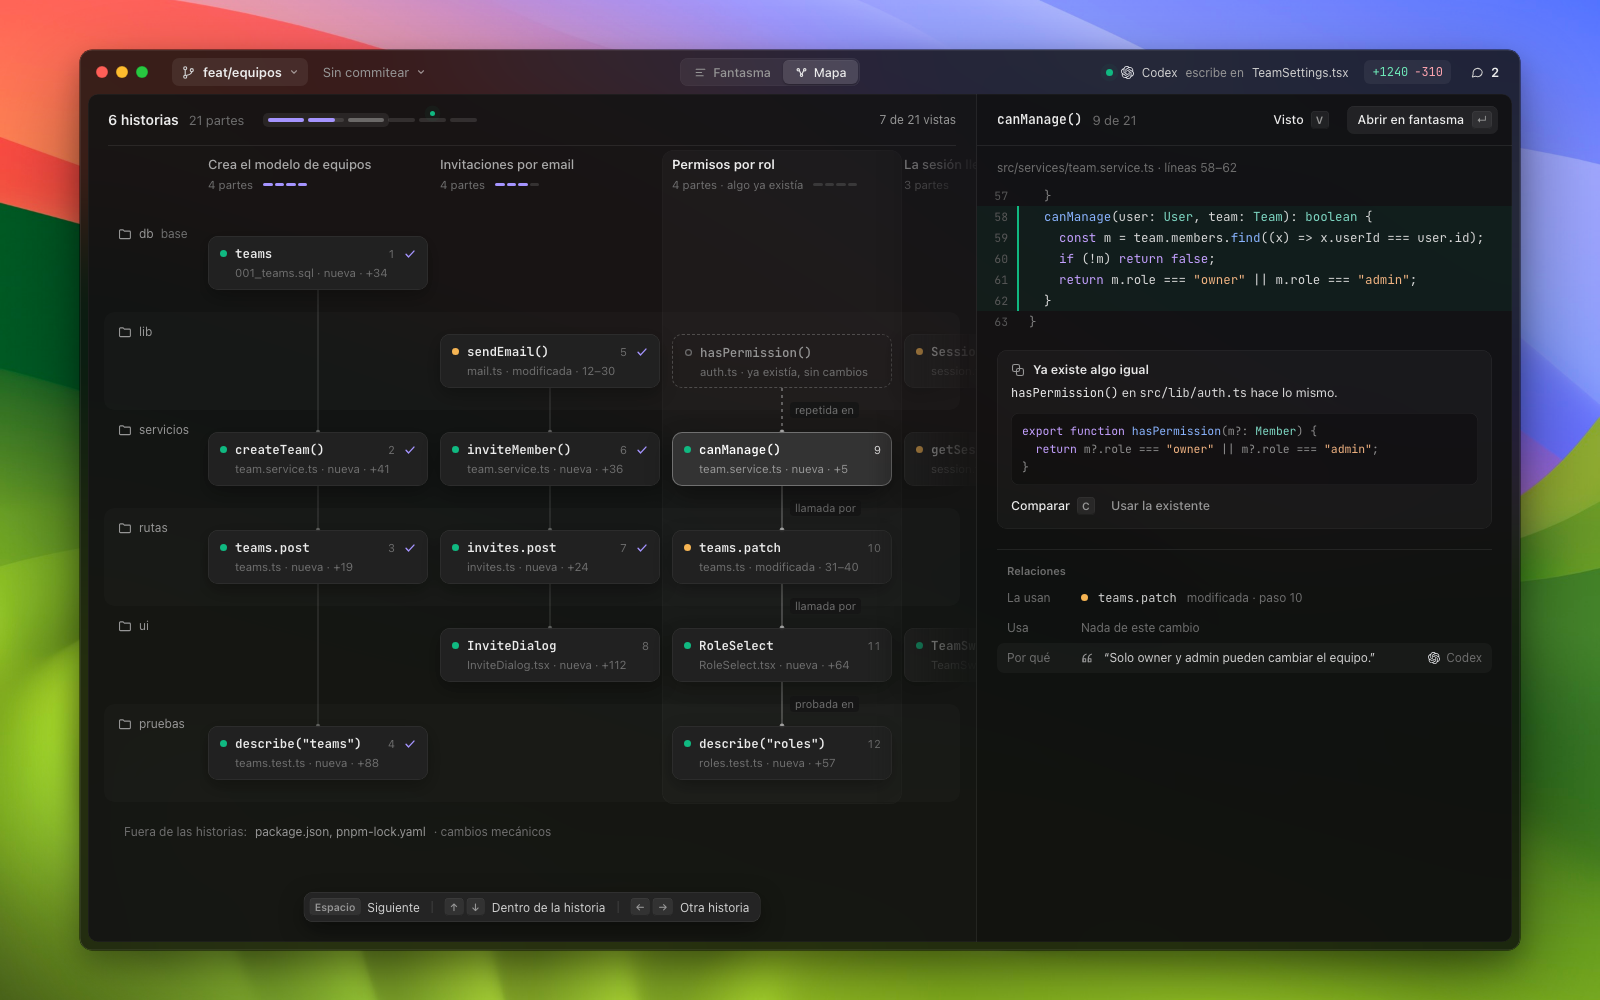 feat/equipos
Sin commitear
Fantasma
Mapa
Codex escribe en TeamSettings.tsx
+1240 -310
2
6 historias 21 partes
7 de 21 vistas
Crea el modelo de equipos
4 partes
Invitaciones por email
4 partes
Permisos por rol
4 partes · algo ya existía
La sesión
3 partes
db base
teams 1
001_teams.sql · nueva · +34
lib
sendEmail() 5
mail.ts · modificada · 12–30
hasPermission()
auth.ts · ya existía, sin cambios
Sessio
session
repetida en
servicios
createTeam() 2
team.service.ts · nueva · +41
inviteMember() 6
team.service.ts · nueva · +36
canManage() 9
team.service.ts · nueva · +5
getSes
session
llamada por
rutas
teams.post 3
teams.ts · nueva · +19
invites.post 7
invites.ts · nueva · +24
teams.patch 10
teams.ts · modificada · 31–40
llamada por
ui
InviteDialog 8
InviteDialog.tsx · nueva · +112
RoleSelect 11
RoleSelect.tsx · nueva · +64
TeamSw
TeamSw
probada en
pruebas
describe("teams") 4
teams.test.ts · nueva · +88
describe("roles") 12
roles.test.ts · nueva · +57
Fuera de las historias: package.json, pnpm-lock.yaml · cambios mecánicos
Espacio Siguiente ↑ ↓ Dentro de la historia ← → Otra historia
canManage() 9 de 21
Visto V
Abrir en fantasma ↵
src/services/team.service.ts · líneas 58–62
57 }
58 canManage(user: User, team: Team): boolean {
59 const m = team.members.find((x) => x.userId === user.id);
60 if (!m) return false;
61 return m.role === "owner" || m.role === "admin";
62 }
63 }
Ya existe algo igual
hasPermission() en src/lib/auth.ts hace lo mismo.
export function hasPermission(m?: Member) {
return m?.role === "owner" || m?.role === "admin";
}
Comparar C Usar la existente
Relaciones
La usan teams.patch modificada · paso 10
Usa Nada de este cambio
Por qué “Solo owner y admin pueden cambiar el equipo.” Codex